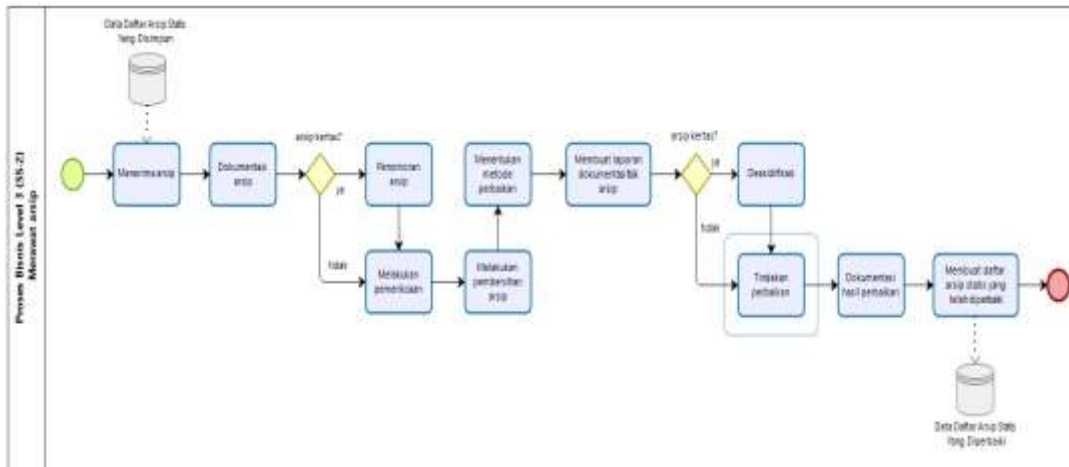 Proses Bisnis Level 3 (SS-2)
Merawat arsip
Data Daftar Arsip Statis
Yang Disimpan
Menerima arsip
Dokumentasi
arsip
arsip kertas?
ya
tidak
Penomoran
arsip
Melakukan
pemeriksaan
Melakukan
pembersihan
arsip
Menentukan
metode
perbaikan
Membuat laporan
dokumentasi fisik
arsip
arsip kertas?
ya
tidak
Deasidifikasi
Tindakan
perbaikan
Dokumentasi
hasil perbaikan
Membuat daftar
arsip statis yang
telah diperbaiki
Data Daftar Arsip Statis
Yang Diperbaiki